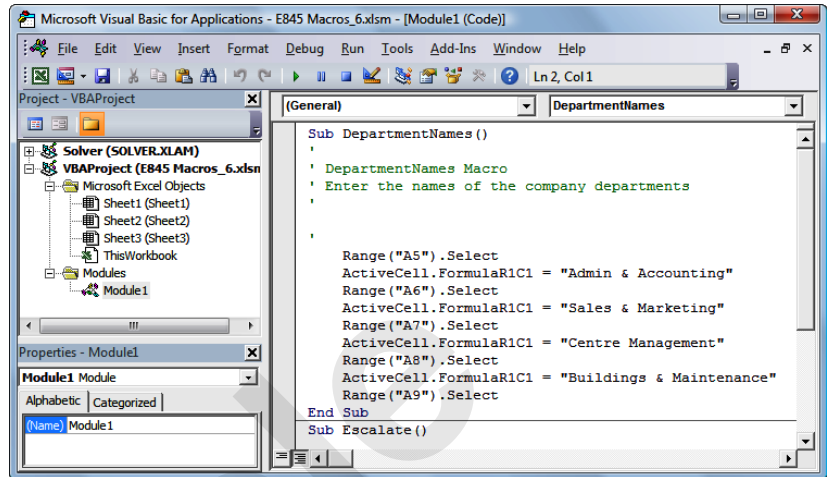 Microsoft Visual Basic for Applications - E845 Macros_6.xlsm - [Module1 (Code)]
File Edit View Insert Format Debug Run Tools Add-Ins Window Help
Ln 2, Col 1
Project - VBAProject
Solver (SOLVER.XLAM)
VBAProject (E845 Macros_6.xlsn
Microsoft Excel Objects
Sheet1 (Sheet1)
Sheet2 (Sheet2)
Sheet3 (Sheet3)
ThisWorkbook
Modules
Module1
Properties - Module1
Module1 Module
Alphabetic Categorized
(Name) Module1
(General) DepartmentNames
Sub DepartmentNames()
'
' DepartmentNames Macro
' Enter the names of the company departments
'
'
Range("A5").Select
ActiveCell.FormulaR1C1 = "Admin & Accounting"
Range("A6").Select
ActiveCell.FormulaR1C1 = "Sales & Marketing"
Range("A7").Select
ActiveCell.FormulaR1C1 = "Centre Management"
Range("A8").Select
ActiveCell.FormulaR1C1 = "Buildings & Maintenance"
Range("A9").Select
End Sub
Sub Escalate()